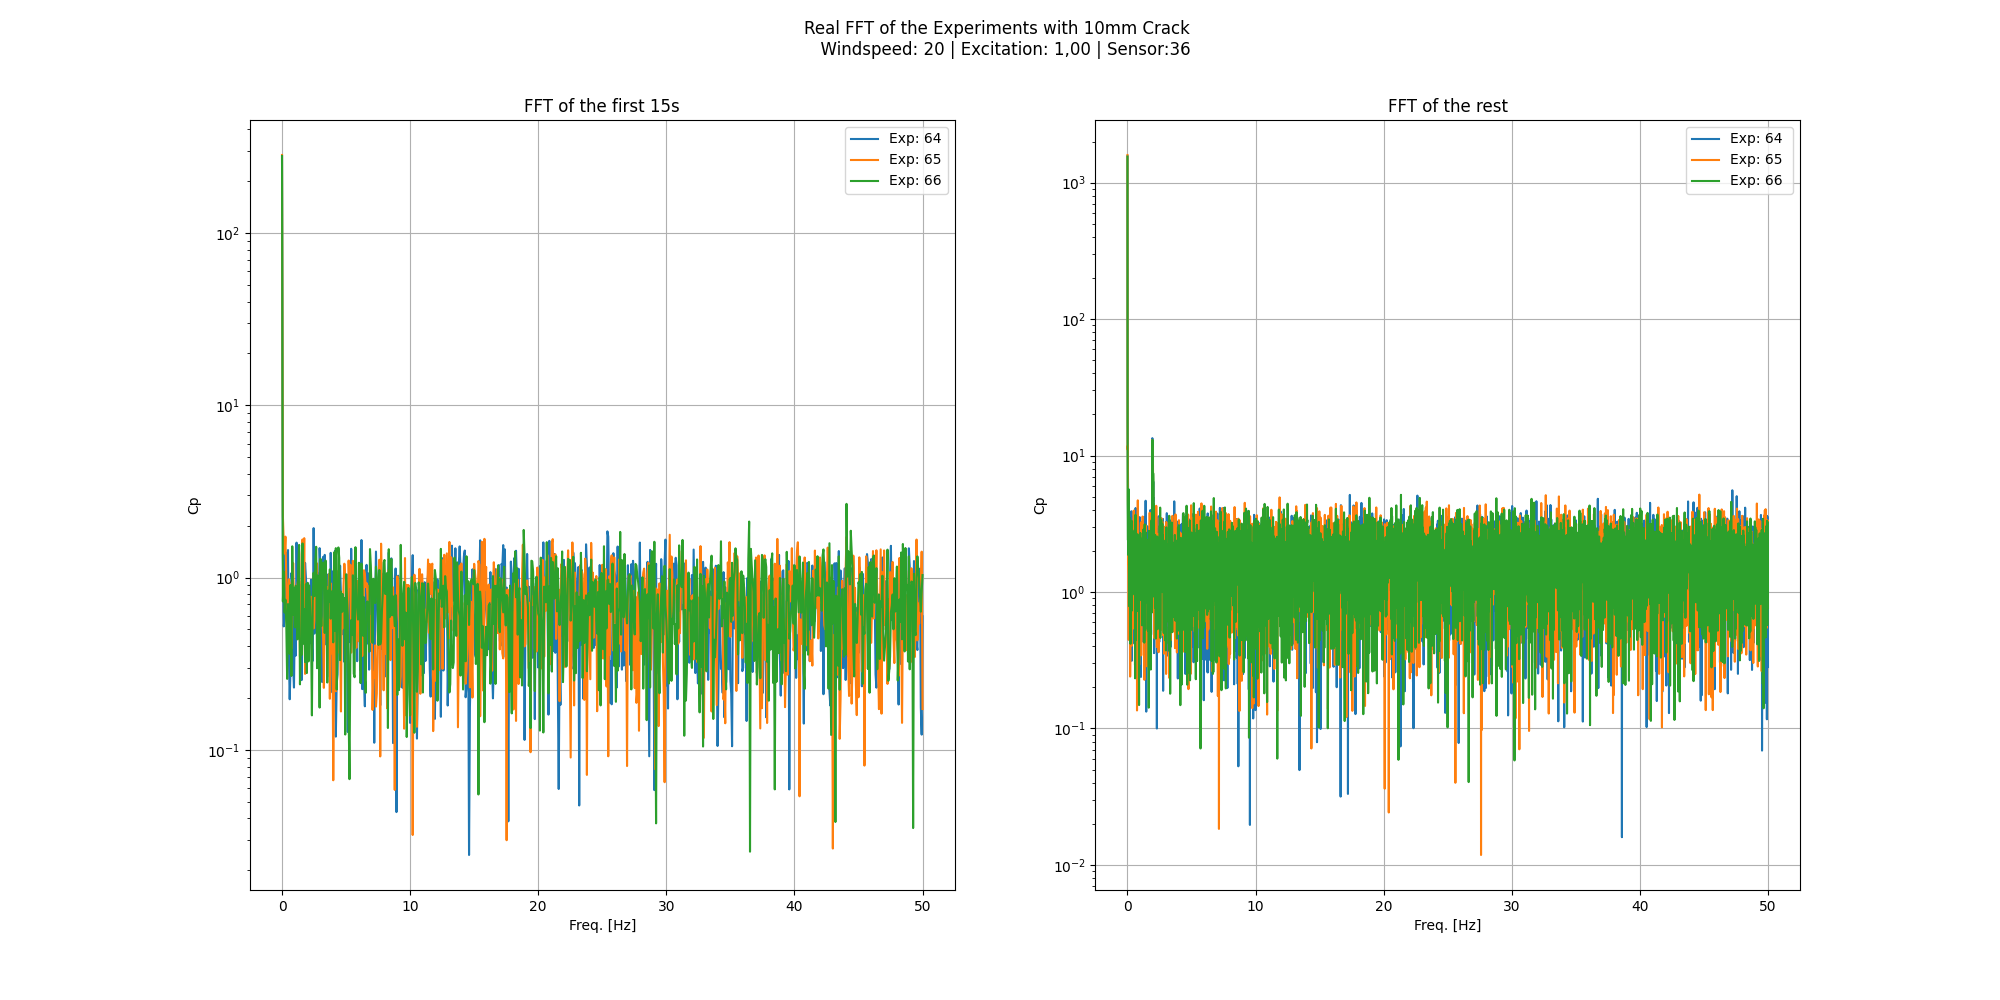 Real FFT of the Experiments with 10mm Crack
Windspeed: 20 | Excitation: 1,00 | Sensor:36
FFT of the first 15s
Exp: 64
Exp: 65
Exp: 66
10²
10¹
10⁰
10⁻¹
Cp
0 10 20 30 40 50
Freq. [Hz]
FFT of the rest
Exp: 64
Exp: 65
Exp: 66
10³
10²
10¹
10⁰
10⁻¹
10⁻²
Cp
0 10 20 30 40 50
Freq. [Hz]